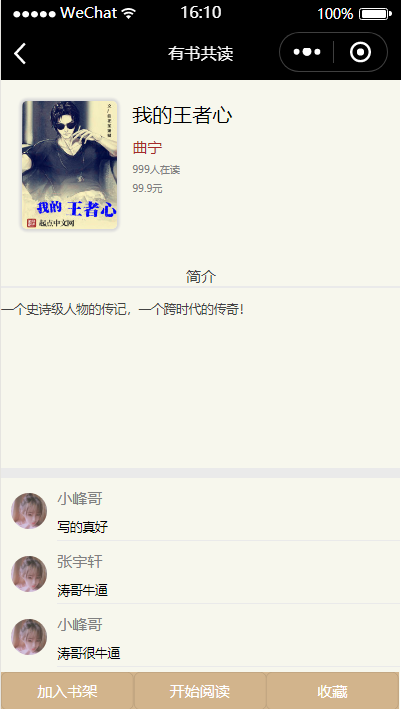 WeChat 16:10 100%
有书共读
我的王者心
曲宁
999人在读
99.9元
我的 王者心
起点中文网
简介
一个史诗级人物的传记，一个跨时代的传奇！
小峰哥
写的真好
张宇轩
涛哥牛逼
小峰哥
涛哥很牛逼
加入书架 开始阅读 收藏